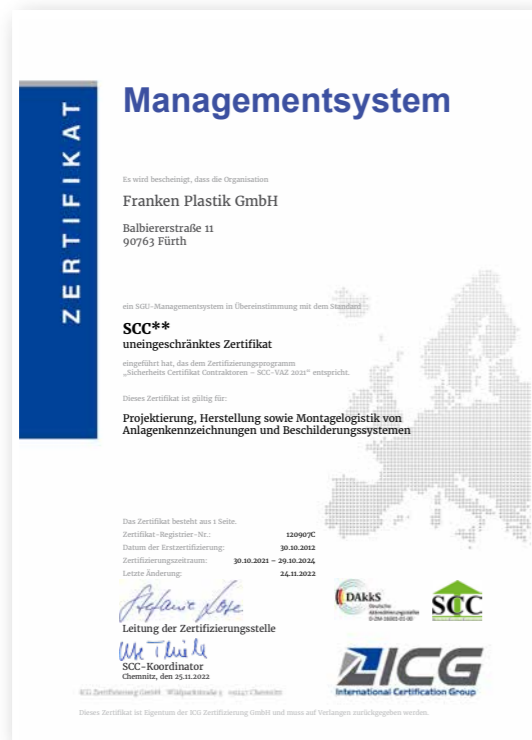 ZERTIFIKAT
Managementsystem
Es wird bescheinigt, dass die Organisation
Franken Plastik GmbH
Balbiererstraße 11
90763 Fürth
ein SGU-Managementsystem in Übereinstimmung mit dem Standard
SCC**
uneingeschränktes Zertifikat
eingeführt hat, das dem Zertifizierungsprogramm
„Sicherheits Certifikat Contraktoren – SCC-VAZ 2021“ entspricht.
Dieses Zertifikat ist gültig für:
Projektierung, Herstellung sowie Montagelogistik von
Anlagenkennzeichnungen und Beschilderungssystemen
Das Zertifikat besteht aus 1 Seite.
Zertifikat-Registrier-Nr.: 120907C
Datum der Erstzertifizierung: 30.10.2012
Zertifizierungszeitraum: 30.10.2021 – 29.10.2024
Letzte Änderung: 24.11.2022
Leitung der Zertifizierungsstelle
SCC-Koordinator
Chemnitz, den 25.11.2022
DAkkS
Deutsche
Akkreditierungsstelle
SCC
ICG
International Certification Group
ICG Zertifizierung GmbH
Dieses Zertifikat ist Eigentum der ICG Zertifizierung GmbH und muss auf Verlangen zurückgegeben werden.